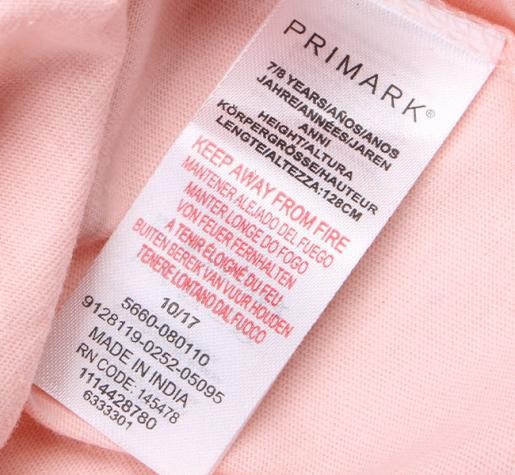 PRIMARK®
7/8 YEARS/AÑOS/ANOS
JAHRE/ANNÉES/JAREN
ANNI
HEIGHT/ALTURA
KÖRPERGRÖSSE/HAUTEUR
LENGTE/ALTEZZA:128CM
KEEP AWAY FROM FIRE
MANTENER ALEJADO DEL FUEGO
MANTER LONGE DO FOGO
VON FEUER FERNHALTEN
A TENIR ÉLOIGNÉ DU FEU
BUITEN BEREIK VAN VUUR HOUDEN
TENERE LONTANO DAL FUOCO
10/17
5660-080110
9128119-0252-05095
MADE IN INDIA
RN CODE: 145478
1114428780
6333301